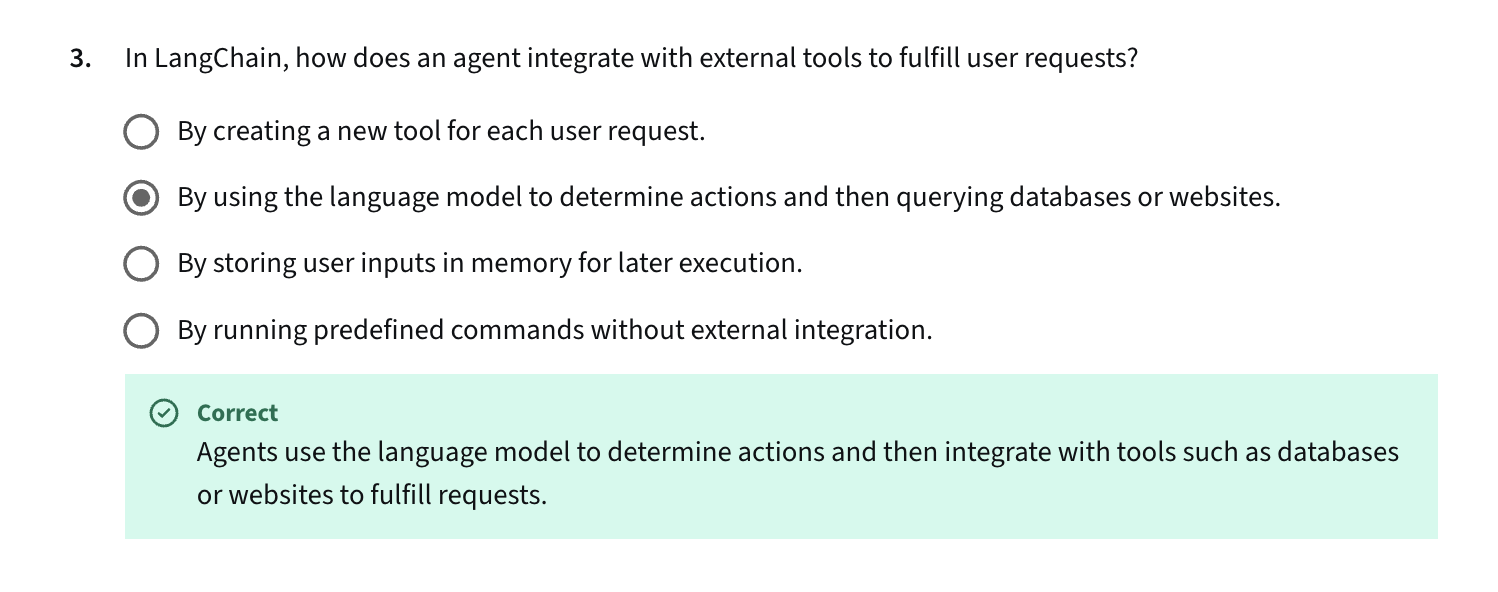 3. In LangChain, how does an agent integrate with external tools to fulfill user requests?
By creating a new tool for each user request.
By using the language model to determine actions and then querying databases or websites.
By storing user inputs in memory for later execution.
By running predefined commands without external integration.
Correct
Agents use the language model to determine actions and then integrate with tools such as databases
or websites to fulfill requests.